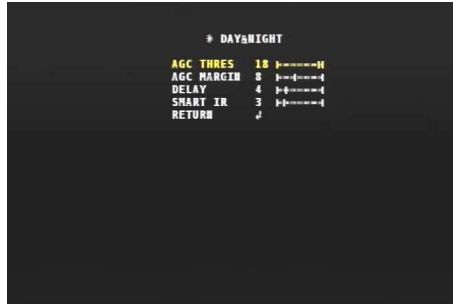 * DAY&NIGHT
AGC THRES 18
AGC MARGIN 8
DELAY 4
SMART IR 3
RETURN ↲